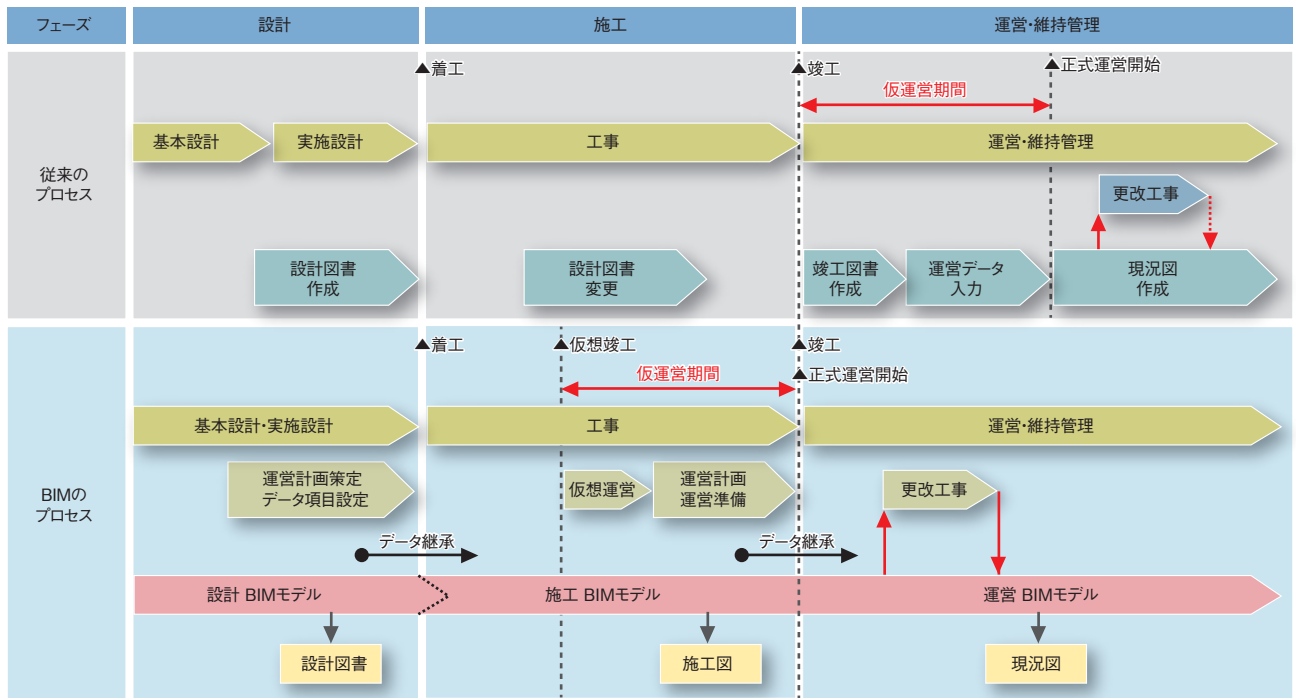 フェーズ
設計
施工
運営・維持管理
従来の
プロセス
▲着工
▲竣工
▲正式運営開始
仮運営期間
基本設計
実施設計
工事
運営・維持管理
更改工事
設計図書
作成
設計図書
変更
竣工図書
作成
運営データ
入力
現況図
作成
BIMの
プロセス
▲着工
▲仮想竣工
▲竣工
仮運営期間
▲正式運営開始
基本設計・実施設計
工事
運営・維持管理
運営計画策定
データ項目設定
仮想運営
運営計画
運営準備
更改工事
データ継承
データ継承
設計 BIMモデル
施工 BIMモデル
運営 BIMモデル
設計図書
施工図
現況図